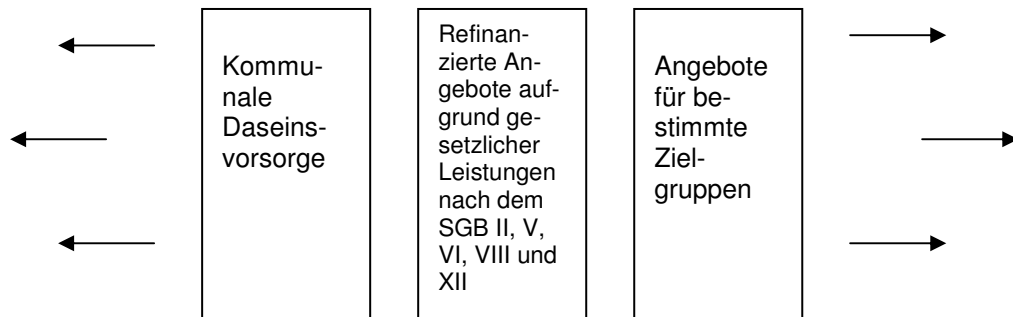 Kommu-
nale
Daseins-
vorsorge
Refinan-
zierte An-
gebote auf-
grund ge-
setzlicher
Leistungen
nach dem
SGB II, V,
VI, VIII und
XII
Angebote
für be-
stimmte
Ziel-
gruppen